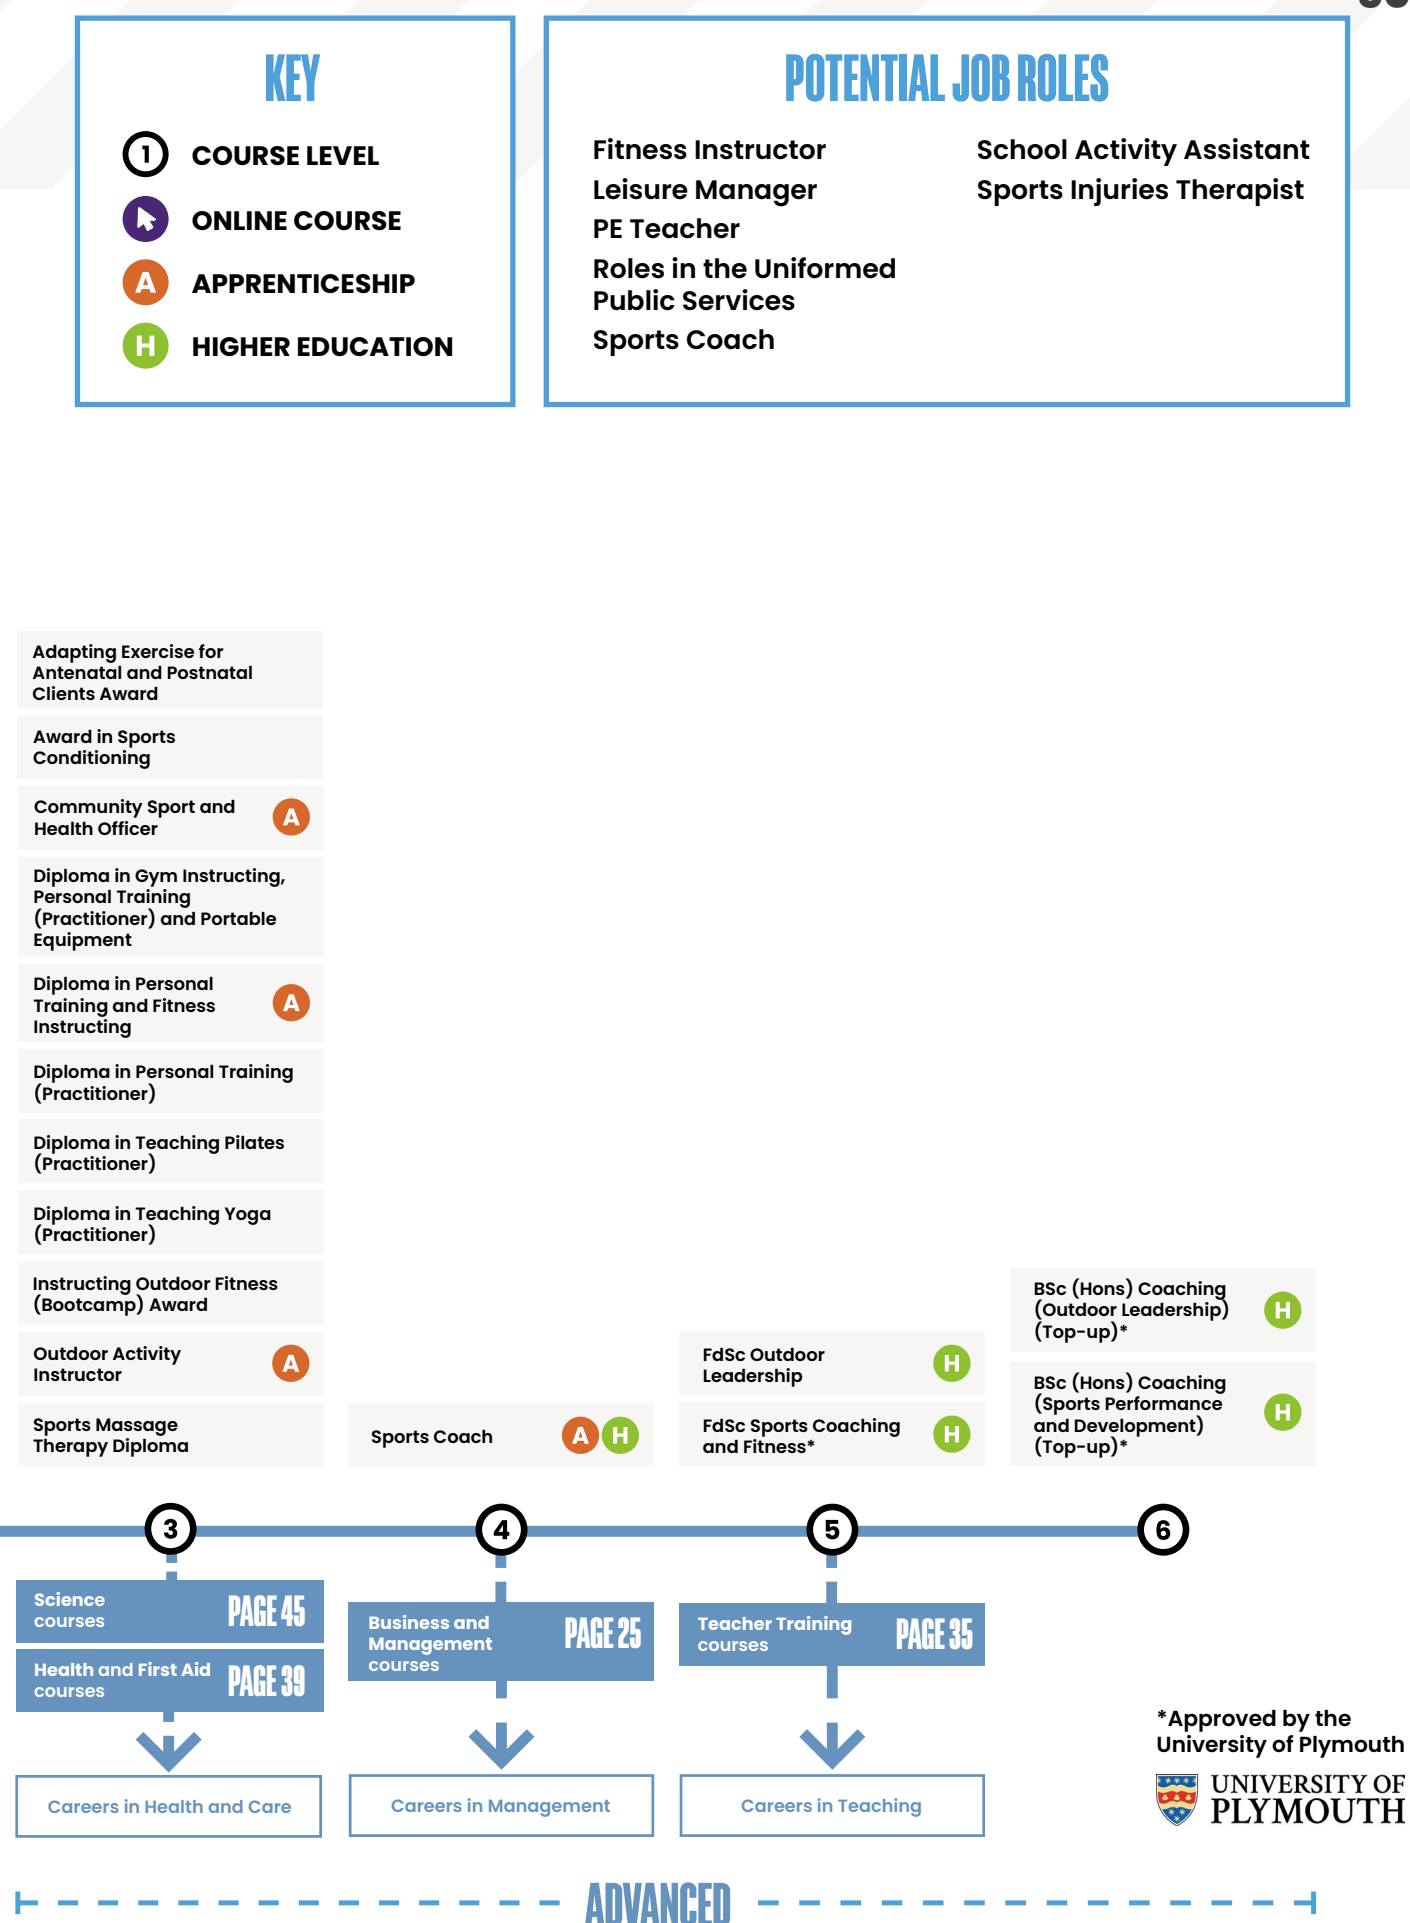 KEY
1 COURSE LEVEL
ONLINE COURSE
A APPRENTICESHIP
H HIGHER EDUCATION
POTENTIAL JOB ROLES
Fitness Instructor
Leisure Manager
PE Teacher
Roles in the Uniformed
Public Services
Sports Coach
School Activity Assistant
Sports Injuries Therapist
Adapting Exercise for
Antenatal and Postnatal
Clients Award
Award in Sports
Conditioning
Community Sport and
Health Officer
A
Diploma in Gym Instructing,
Personal Training
(Practitioner) and Portable
Equipment
Diploma in Personal
Training and Fitness
Instructing
A
Diploma in Personal Training
(Practitioner)
Diploma in Teaching Pilates
(Practitioner)
Diploma in Teaching Yoga
(Practitioner)
Instructing Outdoor Fitness
(Bootcamp) Award
Outdoor Activity
Instructor
A
Sports Massage
Therapy Diploma
Sports Coach A H
FdSc Outdoor
Leadership
H
FdSc Sports Coaching
and Fitness*
H
BSc (Hons) Coaching
(Outdoor Leadership)
(Top-up)*
H
BSc (Hons) Coaching
(Sports Performance
and Development)
(Top-up)*
H
3 4 5 6
Science
courses
PAGE 45
Health and First Aid
courses
PAGE 39
Careers in Health and Care
Business and
Management
courses
PAGE 25
Careers in Management
Teacher Training
courses
PAGE 35
Careers in Teaching
*Approved by the
University of Plymouth
UNIVERSITY OF
PLYMOUTH
ADVANCED